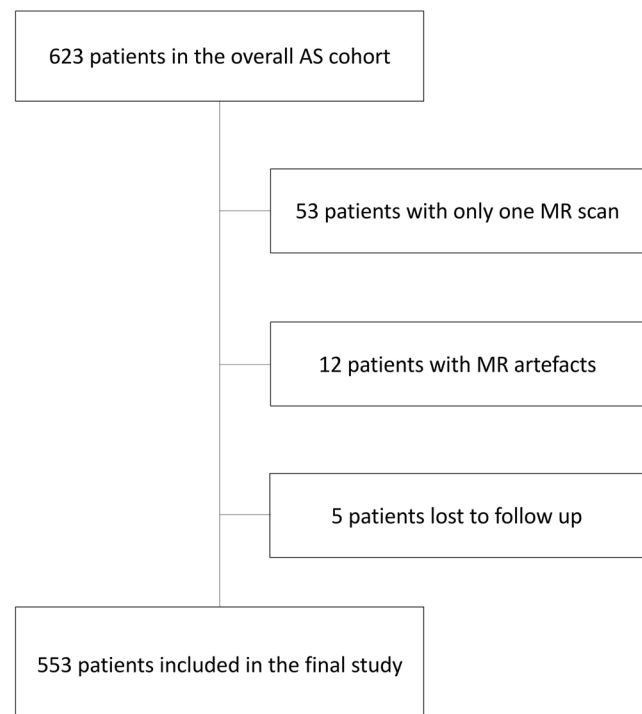 623 patients in the overall AS cohort
53 patients with only one MR scan
12 patients with MR artefacts
5 patients lost to follow up
553 patients included in the final study